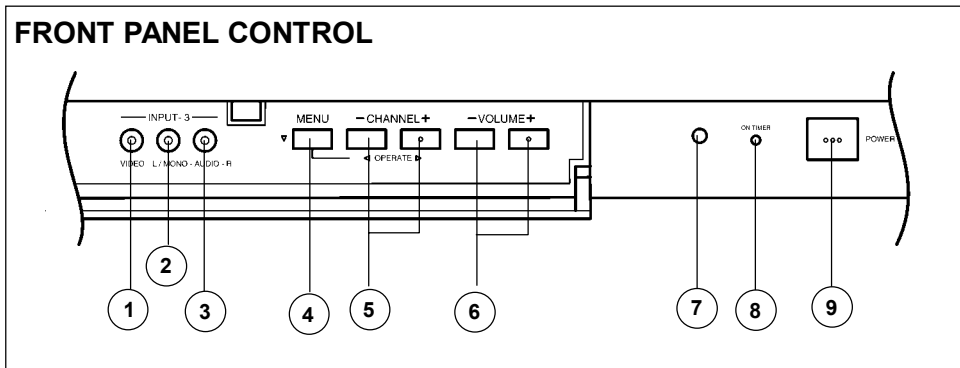 FRONT PANEL CONTROL
INPUT- 3
MENU
−CHANNEL+
−VOLUME+
▽
VIDEO
L / MONO - AUDIO - R
◀ OPERATE ▶
ON TIMER
POWER
1
2
3
4
5
6
7
8
9